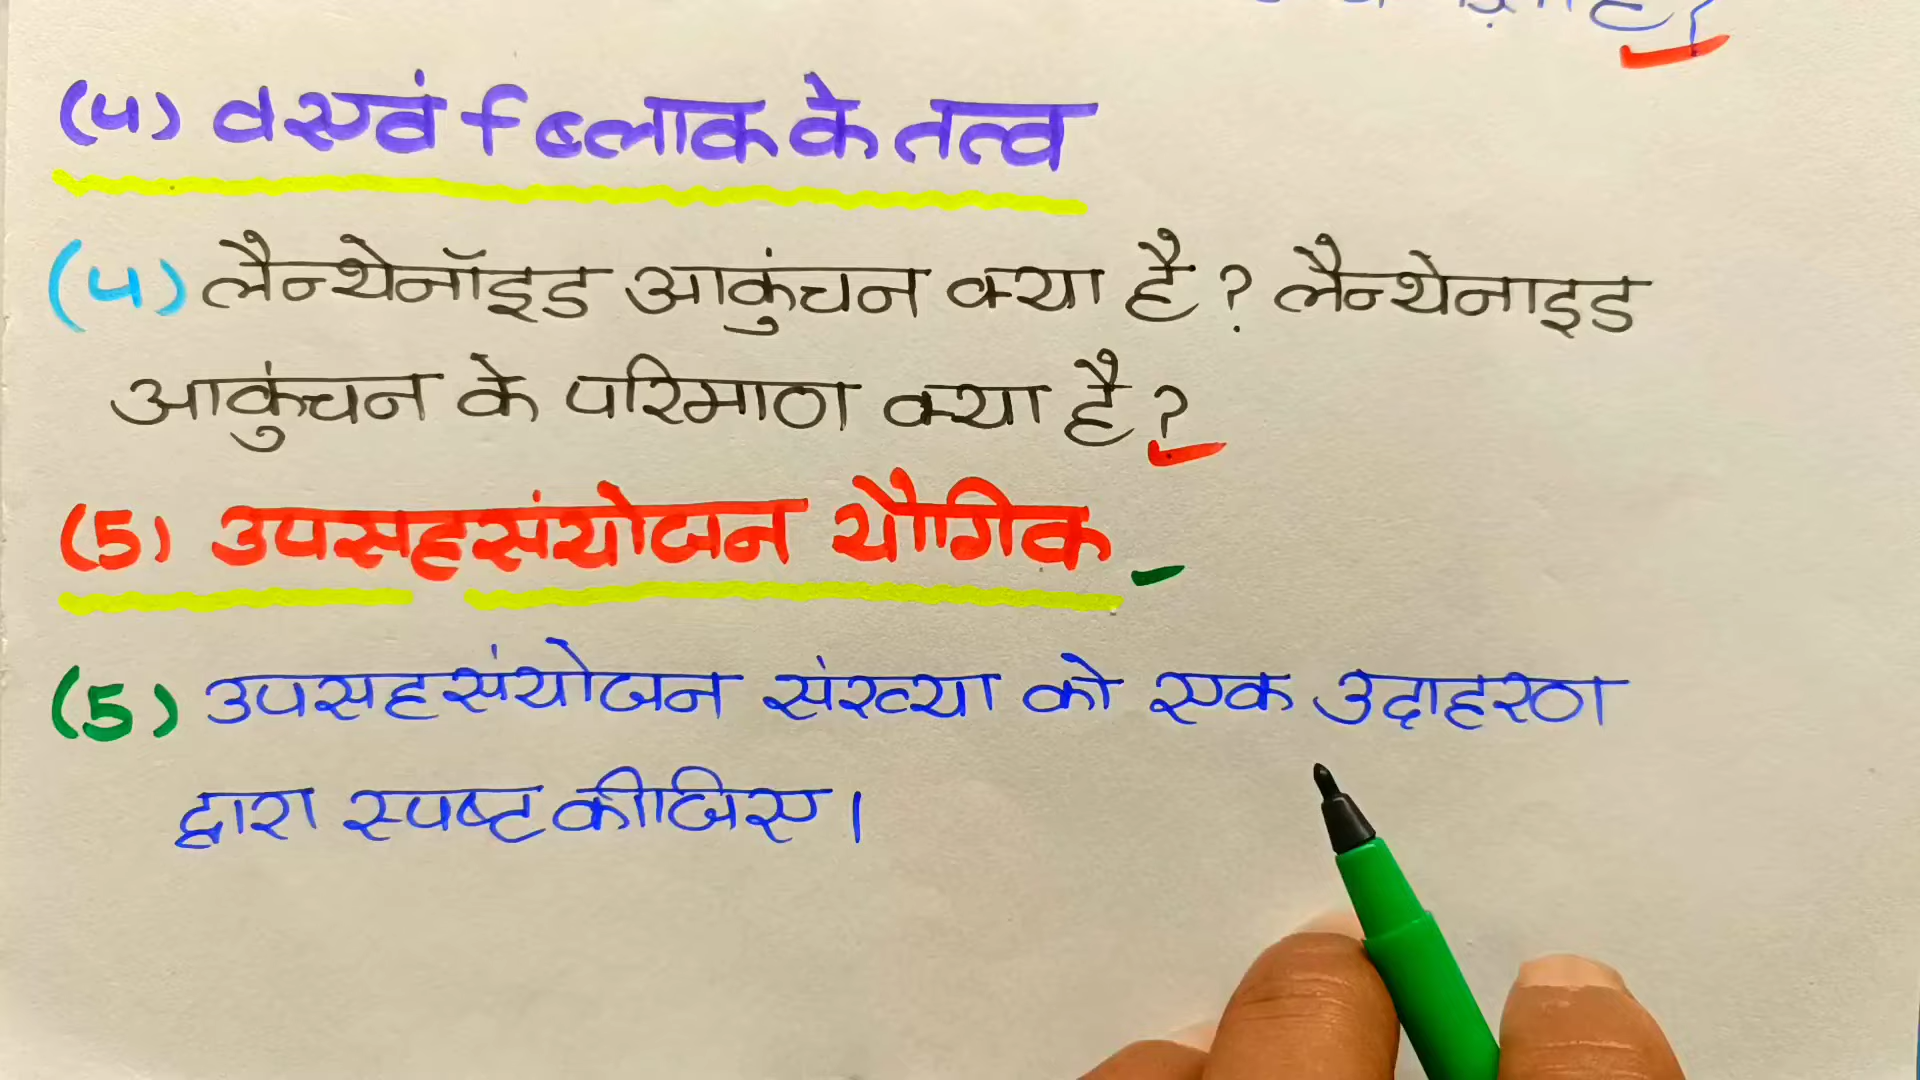 (4) d एवं f ब्लाक के तत्व
(4) लैन्थेनॉइड आकुंचन क्या है? लैन्थेनाइड
आकुंचन के परिमाण क्या है?
(5) उपसहसंयोजन यौगिक
(5) उपसहसंयोजन संख्या को एक उदाहरण
द्वारा स्पष्ट कीजिए।